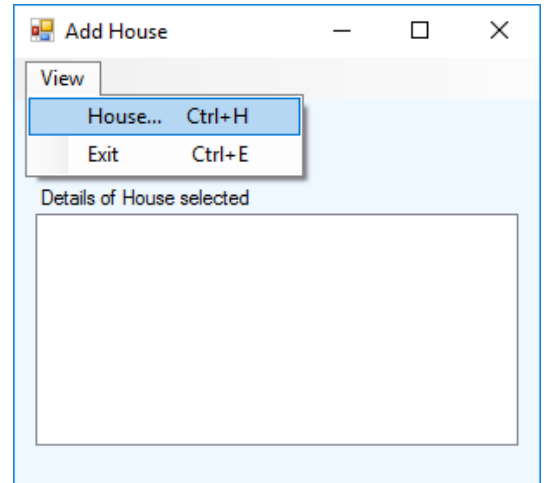 Add House
View
House... Ctrl+H
Exit Ctrl+E
Details of House selected